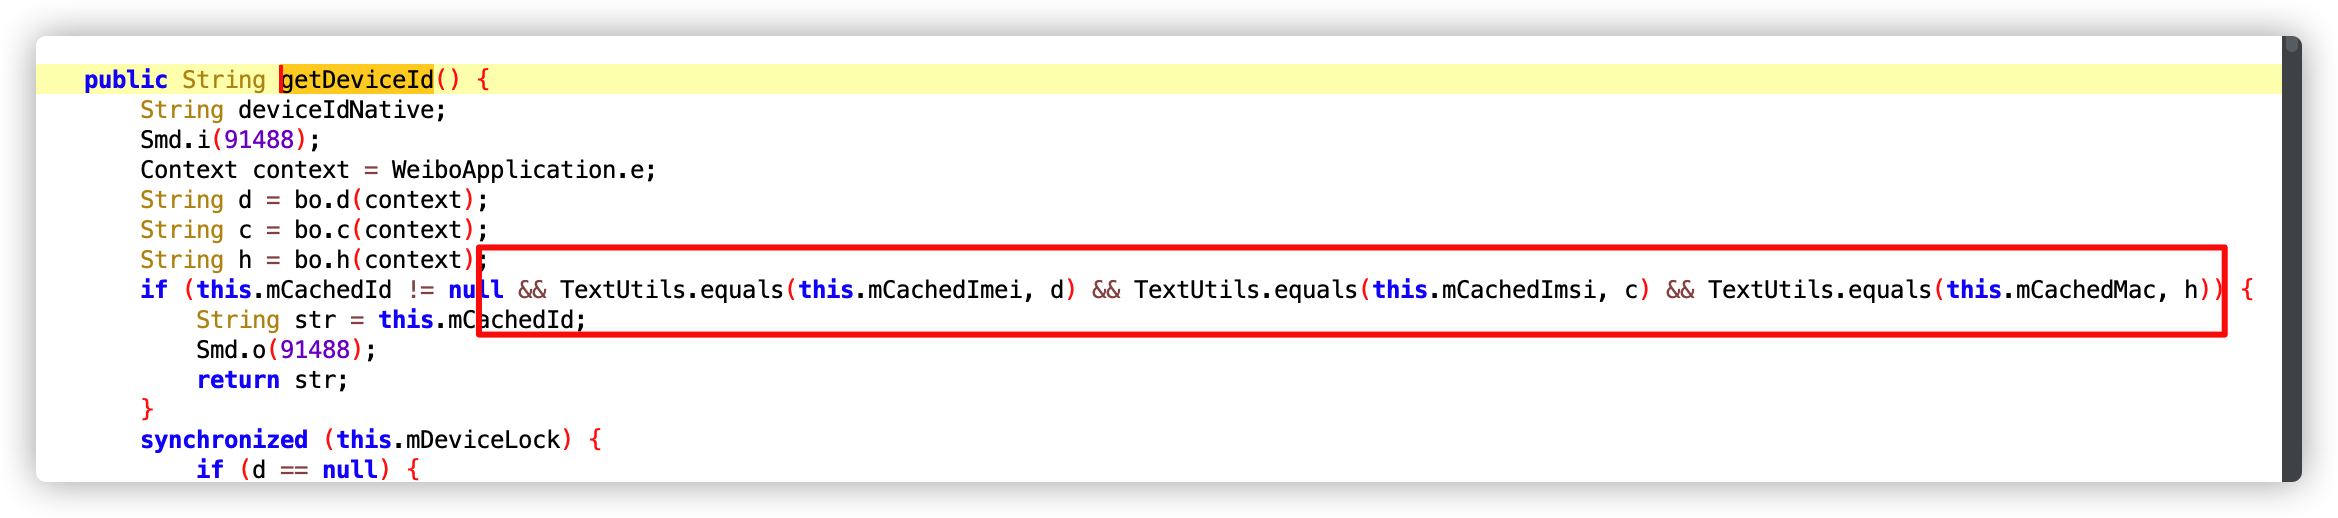 public String getDeviceId() {
String deviceIdNative;
Smd.i(91488);
Context context = WeiboApplication.e;
String d = bo.d(context);
String c = bo.c(context);
String h = bo.h(context);
if (this.mCachedId != null && TextUtils.equals(this.mCachedImei, d) && TextUtils.equals(this.mCachedImsi, c) && TextUtils.equals(this.mCachedMac, h)) {
String str = this.mCachedId;
Smd.o(91488);
return str;
}
synchronized (this.mDeviceLock) {
if (d == null) {